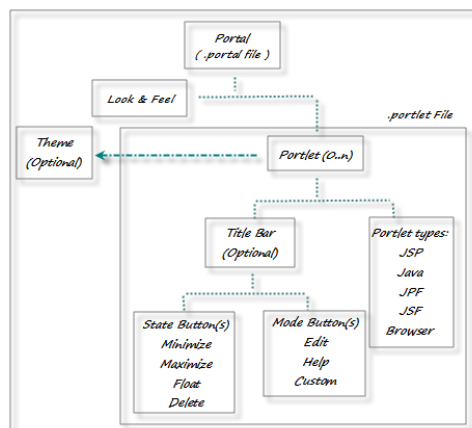 Portal
( .portal file )
Look & Feel
.portlet File
Theme
(Optional)
Portlet (0..n)
Title Bar
(Optional)
Portlet types:
JSP
Java
JPF
JSF
Browser
State Button(s)
Minimize
Maximize
Float
Delete
Mode Button(s)
Edit
Help
Custom